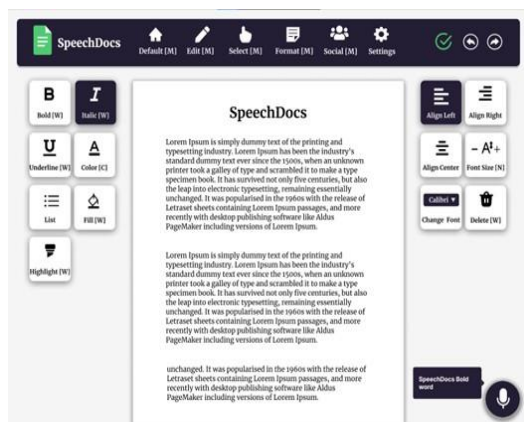 SpeechDocs
Default [M]
Edit [M]
Select [M]
Format [M]
Social [M]
Settings
B
Bold [W]
I
Italic [W]
U
Underline [W]
A
Color [C]
List
Fill [W]
Highlight [W]
SpeechDocs
Lorem Ipsum is simply dummy text of the printing and
typesetting industry. Lorem Ipsum has been the industry's
standard dummy text ever since the 1500s, when an unknown
printer took a galley of type and scrambled it to make a type
specimen book. It has survived not only five centuries, but also
the leap into electronic typesetting, remaining essentially
unchanged. It was popularised in the 1960s with the release of
Letraset sheets containing Lorem Ipsum passages, and more
recently with desktop publishing software like Aldus
PageMaker including versions of Lorem Ipsum.
Lorem Ipsum is simply dummy text of the printing and
typesetting industry. Lorem Ipsum has been the industry's
standard dummy text ever since the 1500s, when an unknown
printer took a galley of type and scrambled it to make a type
specimen book. It has survived not only five centuries, but also
the leap into electronic typesetting, remaining essentially
unchanged. It was popularised in the 1960s with the release of
Letraset sheets containing Lorem Ipsum passages, and more
recently with desktop publishing software like Aldus
PageMaker including versions of Lorem Ipsum.
unchanged. It was popularised in the 1960s with the release of
Letraset sheets containing Lorem Ipsum passages, and more
recently with desktop publishing software like Aldus
PageMaker including versions of Lorem Ipsum.
Align Left
Align Right
Align Center
Font Size [N]
Calibri
Change Font
Delete [W]
SpeechDocs Bold
word